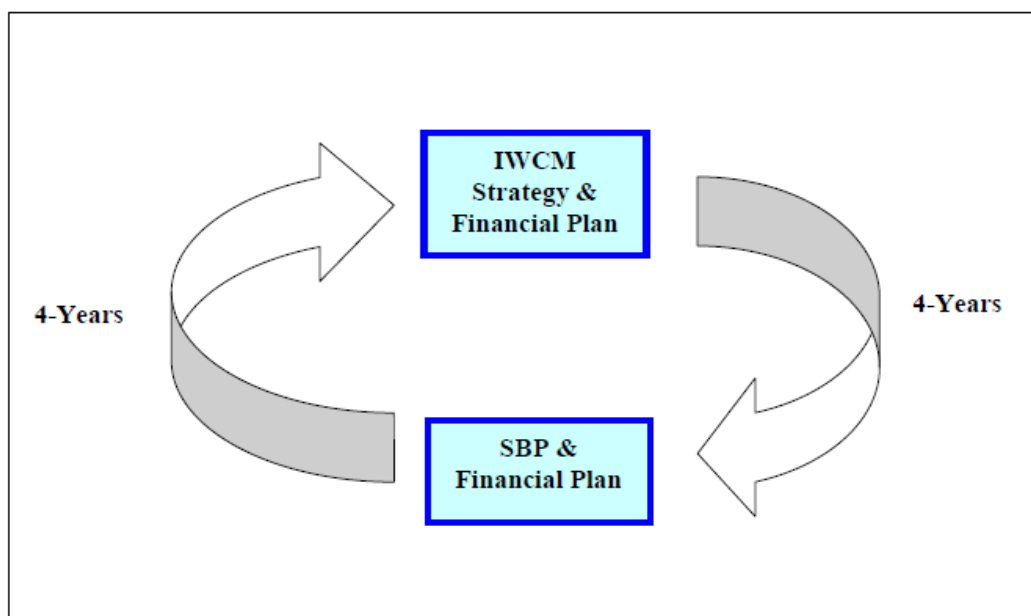 IWCM
Strategy &
Financial Plan
4-Years
4-Years
SBP &
Financial Plan